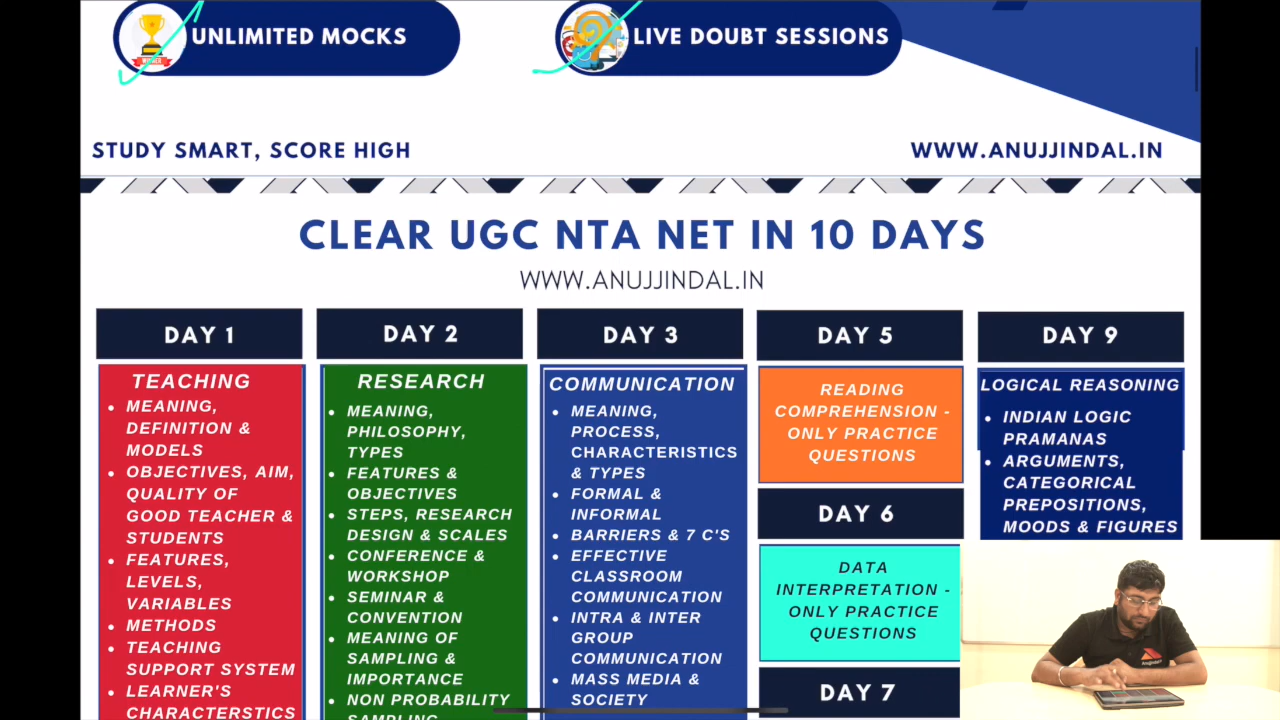 UNLIMITED MOCKS
LIVE DOUBT SESSIONS
STUDY SMART, SCORE HIGH
WWW.ANUJJINDAL.IN
CLEAR UGC NTA NET IN 10 DAYS
WWW.ANUJJINDAL.IN
DAY 1
TEACHING
• MEANING,
DEFINITION &
MODELS
• OBJECTIVES, AIM,
QUALITY OF
GOOD TEACHER &
STUDENTS
• FEATURES,
LEVELS,
VARIABLES
• METHODS
• TEACHING
SUPPORT SYSTEM
• LEARNER'S
CHARACTERSTICS
DAY 2
RESEARCH
• MEANING,
PHILOSOPHY,
TYPES
• FEATURES &
OBJECTIVES
• STEPS, RESEARCH
DESIGN & SCALES
• CONFERENCE &
WORKSHOP
• SEMINAR &
CONVENTION
• MEANING OF
SAMPLING &
IMPORTANCE
• NON PROBABILITY
SAMPLING
DAY 3
COMMUNICATION
• MEANING,
PROCESS,
CHARACTERISTICS
& TYPES
• FORMAL &
INFORMAL
• BARRIERS & 7 C'S
• EFFECTIVE
CLASSROOM
COMMUNICATION
• INTRA & INTER
GROUP
COMMUNICATION
• MASS MEDIA &
SOCIETY
DAY 5
READING
COMPREHENSION -
ONLY PRACTICE
QUESTIONS
DAY 6
DATA
INTERPRETATION -
ONLY PRACTICE
QUESTIONS
DAY 7
DAY 9
LOGICAL REASONING
• INDIAN LOGIC
PRAMANAS
• ARGUMENTS,
CATEGORICAL
PREPOSITIONS,
MOODS & FIGURES